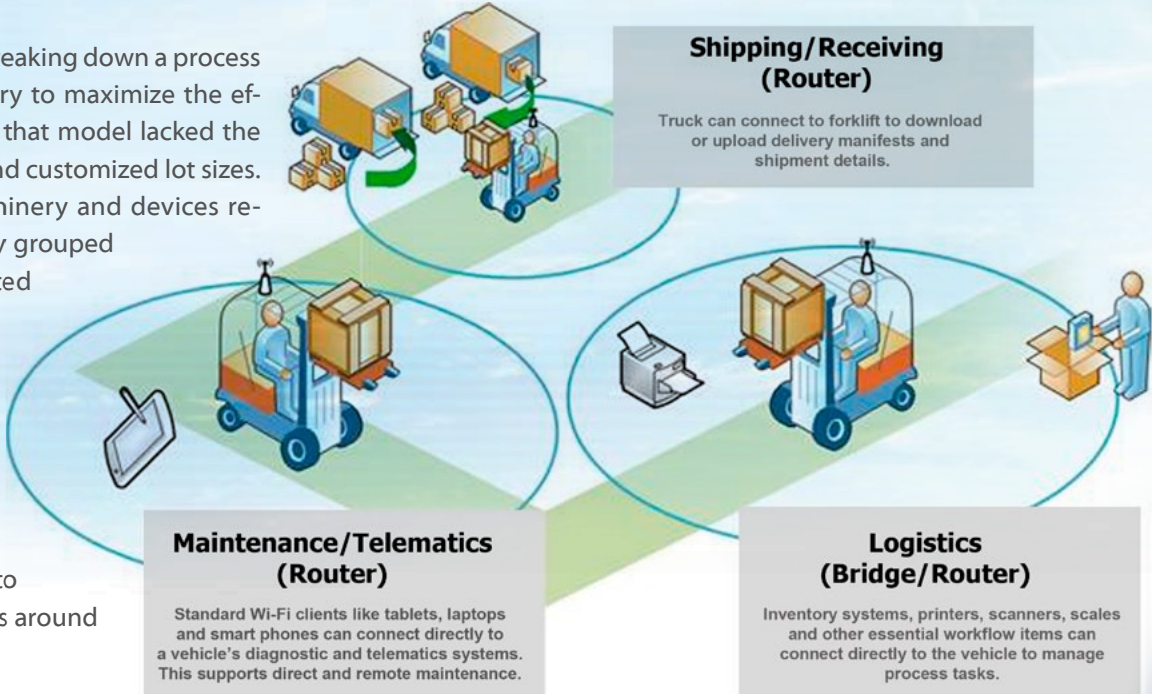 eaking down a process
ry to maximize the ef-
that model lacked the
nd customized lot sizes.
hinery and devices re-
y grouped
ted
to
s around
Shipping/Receiving
(Router)
Truck can connect to forklift to download
or upload delivery manifests and
shipment details.
Maintenance/Telematics
(Router)
Standard Wi-Fi clients like tablets, laptops
and smart phones can connect directly to
a vehicle's diagnostic and telematics systems.
This supports direct and remote maintenance.
Logistics
(Bridge/Router)
Inventory systems, printers, scanners, scales
and other essential workflow items can
connect directly to the vehicle to manage
process tasks.